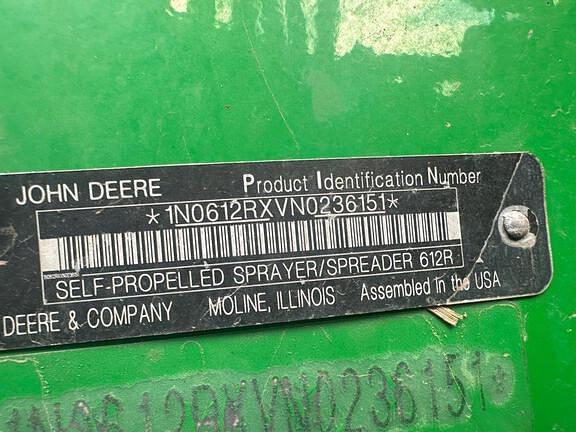 JOHN DEERE Product Identification Number
*1N0612RXVN0236151*
SELF-PROPELLED SPRAYER/SPREADER 612R
DEERE & COMPANY MOLINE, ILLINOIS Assembled in the USA
1N0612RXVN0236151*